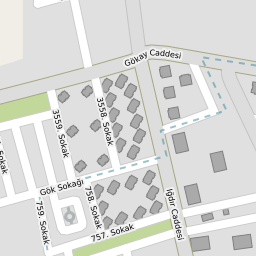 Gökay Caddesi
3559. Sokak
3558. Sokak
Sokak
Gök Sokağı
758. Sokak
759. Sokak
757. Sokak
Iğdır Caddesi